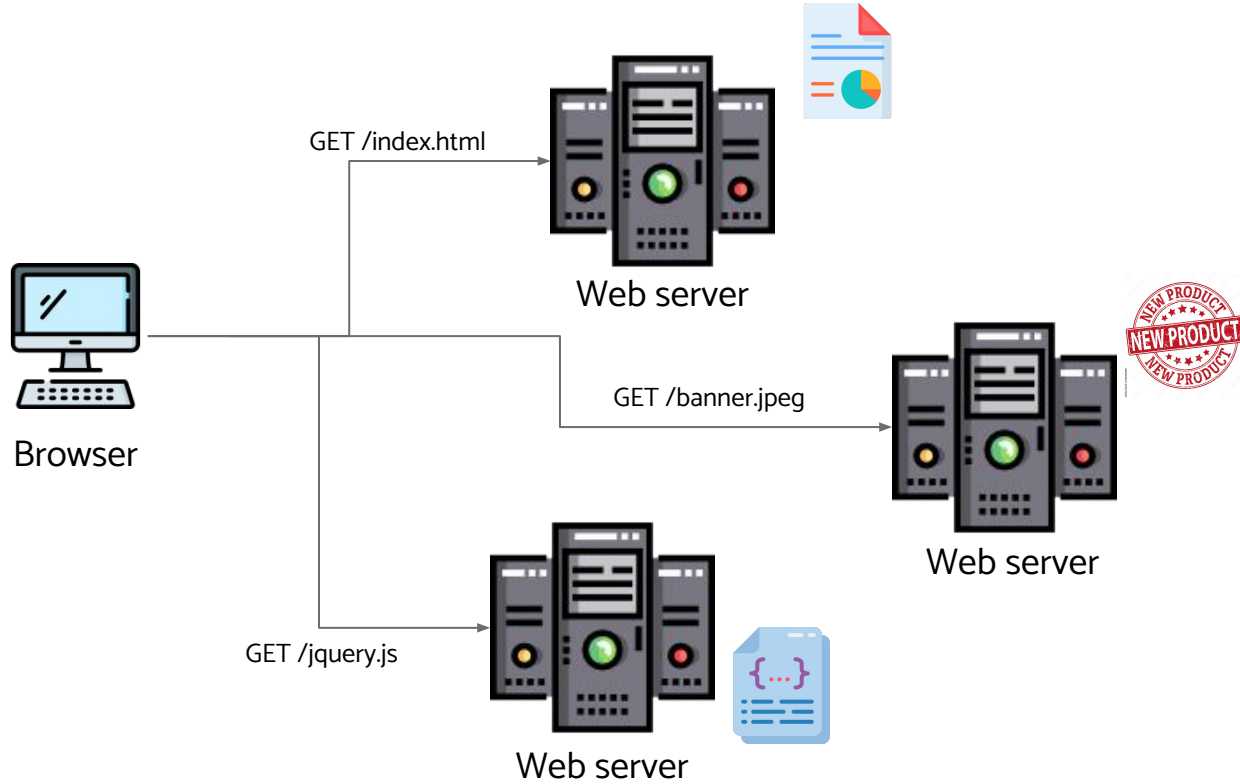 GET /index.html
Web server
NEW PRODUCT
NEW PRODUCT
NEW PRODUCT
GET /banner.jpeg
Browser
Web server
GET /jquery.js
{...}
Web server